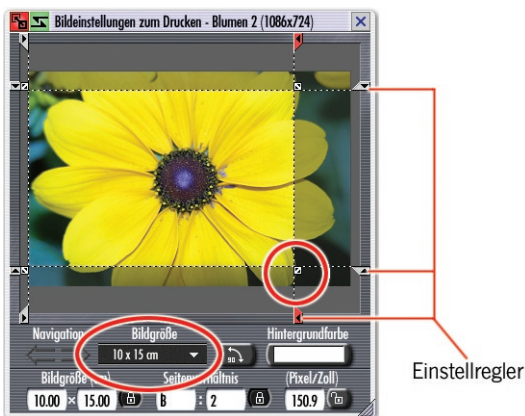 Bildeinstellungen zum Drucken - Blumen 2 (1086x724)
Navigation Bildgröße Hintergrundfarbe
10 x 15 cm 90
Bildgröße (cm) Seitenverhältnis (Pixel/Zoll)
10.00 × 15.00 B : 2 150.9
Einstellregler